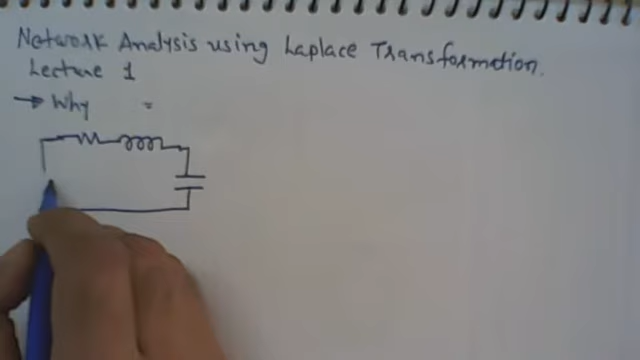 Network Analysis using Laplace Transformation.
Lecture 1
→ Why =